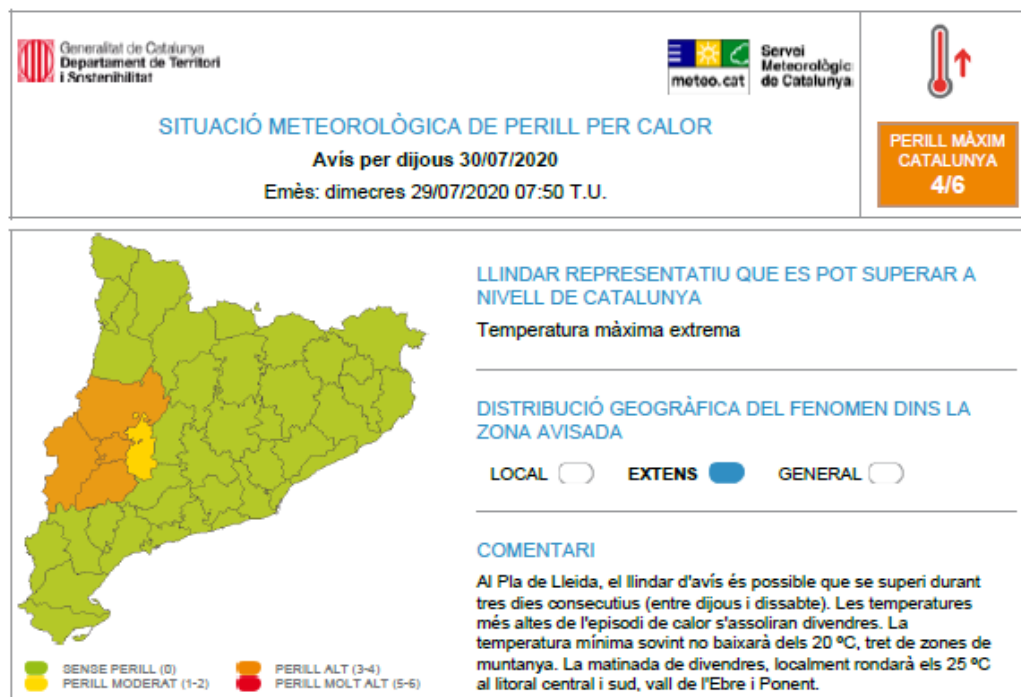 Generalitat de Catalunya
Departament de Territori
i Sostenibilitat
meteo.cat
Servei
Meteorològic
de Catalunya
SITUACIÓ METEOROLÒGICA DE PERILL PER CALOR
Avís per dijous 30/07/2020
Emès: dimecres 29/07/2020 07:50 T.U.
PERILL MÀXIM
CATALUNYA
4/6
LLINDAR REPRESENTATIU QUE ES POT SUPERAR A
NIVELL DE CATALUNYA
Temperatura màxima extrema
DISTRIBUCIÓ GEOGRÀFICA DEL FENOMEN DINS LA
ZONA AVISADA
LOCAL EXTENS GENERAL
COMENTARI
Al Pla de Lleida, el llindar d'avís és possible que se superi durant
tres dies consecutius (entre dijous i dissabte). Les temperatures
més altes de l'episodi de calor s'assoliran divendres. La
temperatura mínima sovint no baixarà dels 20 ºC, tret de zones de
muntanya. La matinada de divendres, localment rondarà els 25 ºC
al litoral central i sud, vall de l'Ebre i Ponent.
SENSE PERILL (0)
PERILL MODERAT (1-2)
PERILL ALT (3-4)
PERILL MOLT ALT (5-6)